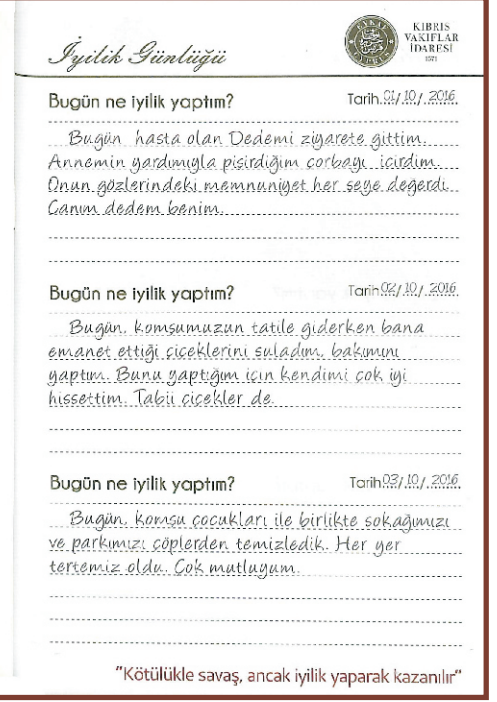 KIBRIS
VAKIFLAR
İDARESİ
1571
EVKAF
CYPRUS
İyilik Günlüğü
Bugün ne iyilik yaptım? Tarih 01/10/2016
Bugün hasta olan Dedemi ziyarete gittim.
Annemin yardımıyla pişirdiğim çorbayı içirdim.
Onun gözlerindeki memnuniyet her şeye değerdi.
Canım dedem benim.
Bugün ne iyilik yaptım? Tarih 02/10/2016
Bugün, komşumuzun tatile giderken bana
emanet ettiği çiçeklerini suladım, bakımını
yaptım. Bunu yaptığım için kendimi çok iyi
hissettim. Tabii çiçekler de.
Bugün ne iyilik yaptım? Tarih 03/10/2016
Bugün, komşu çocukları ile birlikte sokağımızı
ve parkımızı çöplerden temizledik. Her yer
tertemiz oldu. Çok mutluyum.
"Kötülükle savaş, ancak iyilik yaparak kazanılır"